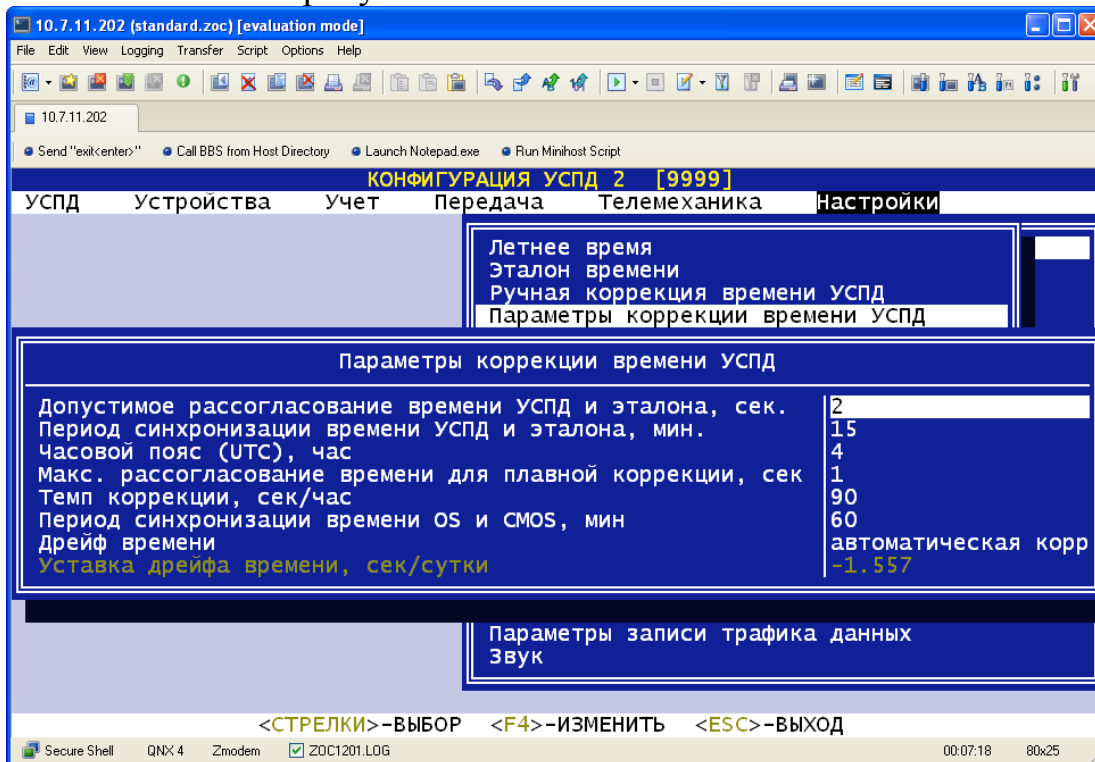 10.7.11.202 (standard.zoc) [evaluation mode]
File Edit View Logging Transfer Script Options Help
10.7.11.202
Send "exit<enter>" Call BBS from Host Directory Launch Notepad.exe Run Minihost Script
КОНФИГУРАЦИЯ УСПД 2 [9999]
УСПД Устройства Учет Передача Телемеханика Настройки
Летнее время
Эталон времени
Ручная коррекция времени УСПД
Параметры коррекции времени УСПД
Параметры коррекции времени УСПД
Допустимое рассогласование времени УСПД и эталона, сек. 2
Период синхронизации времени УСПД и эталона, мин. 15
Часовой пояс (UTC), час 4
Макс. рассогласование времени для плавной коррекции, сек 1
Темп коррекции, сек/час 90
Период синхронизации времени OS и CMOS, мин 60
Дрейф времени автоматическая корр
Уставка дрейфа времени, сек/сутки -1.557
Параметры записи трафика данных
Звук
<СТРЕЛКИ>-ВЫБОР <F4>-ИЗМЕНИТЬ <ESC>-ВЫХОД
Secure Shell QNX 4 Zmodem ZOC1201.LOG 00:07:18 80x25